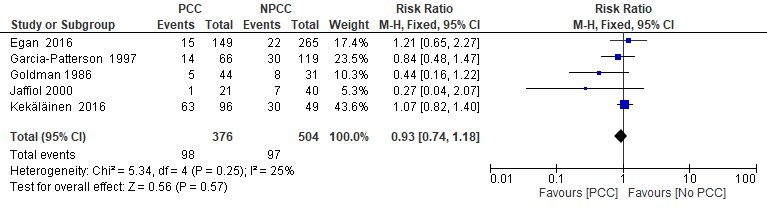 PCC NPCC Risk Ratio Risk Ratio
Study or Subgroup Events Total Events Total Weight M-H, Fixed, 95% CI M-H, Fixed, 95% CI
Egan 2016 15 149 22 265 17.4% 1.21 [0.65, 2.27]
Garcia-Patterson 1997 14 66 30 119 23.5% 0.84 [0.48, 1.47]
Goldman 1986 5 44 8 31 10.3% 0.44 [0.16, 1.22]
Jaffiol 2000 1 21 7 40 5.3% 0.27 [0.04, 2.07]
Kekäläinen 2016 63 96 30 49 43.6% 1.07 [0.82, 1.40]
Total (95% CI) 376 504 100.0% 0.93 [0.74, 1.18]
Total events 98 97
Heterogeneity: Chi² = 5.34, df = 4 (P = 0.25); I² = 25%
Test for overall effect: Z = 0.56 (P = 0.57)
0.01 0.1 1 10 100
Favours [PCC] Favours [No PCC]